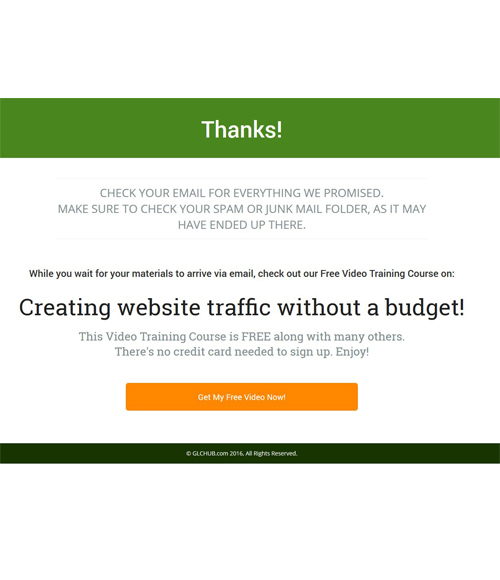 Thanks!
CHECK YOUR EMAIL FOR EVERYTHING WE PROMISED.
MAKE SURE TO CHECK YOUR SPAM OR JUNK MAIL FOLDER, AS IT MAY
HAVE ENDED UP THERE.
While you wait for your materials to arrive via email, check out our Free Video Training Course on:
Creating website traffic without a budget!
This Video Training Course is FREE along with many others.
There's no credit card needed to sign up. Enjoy!
Get My Free Video Now!
© GLCHUB.com 2016, All Rights Reserved.